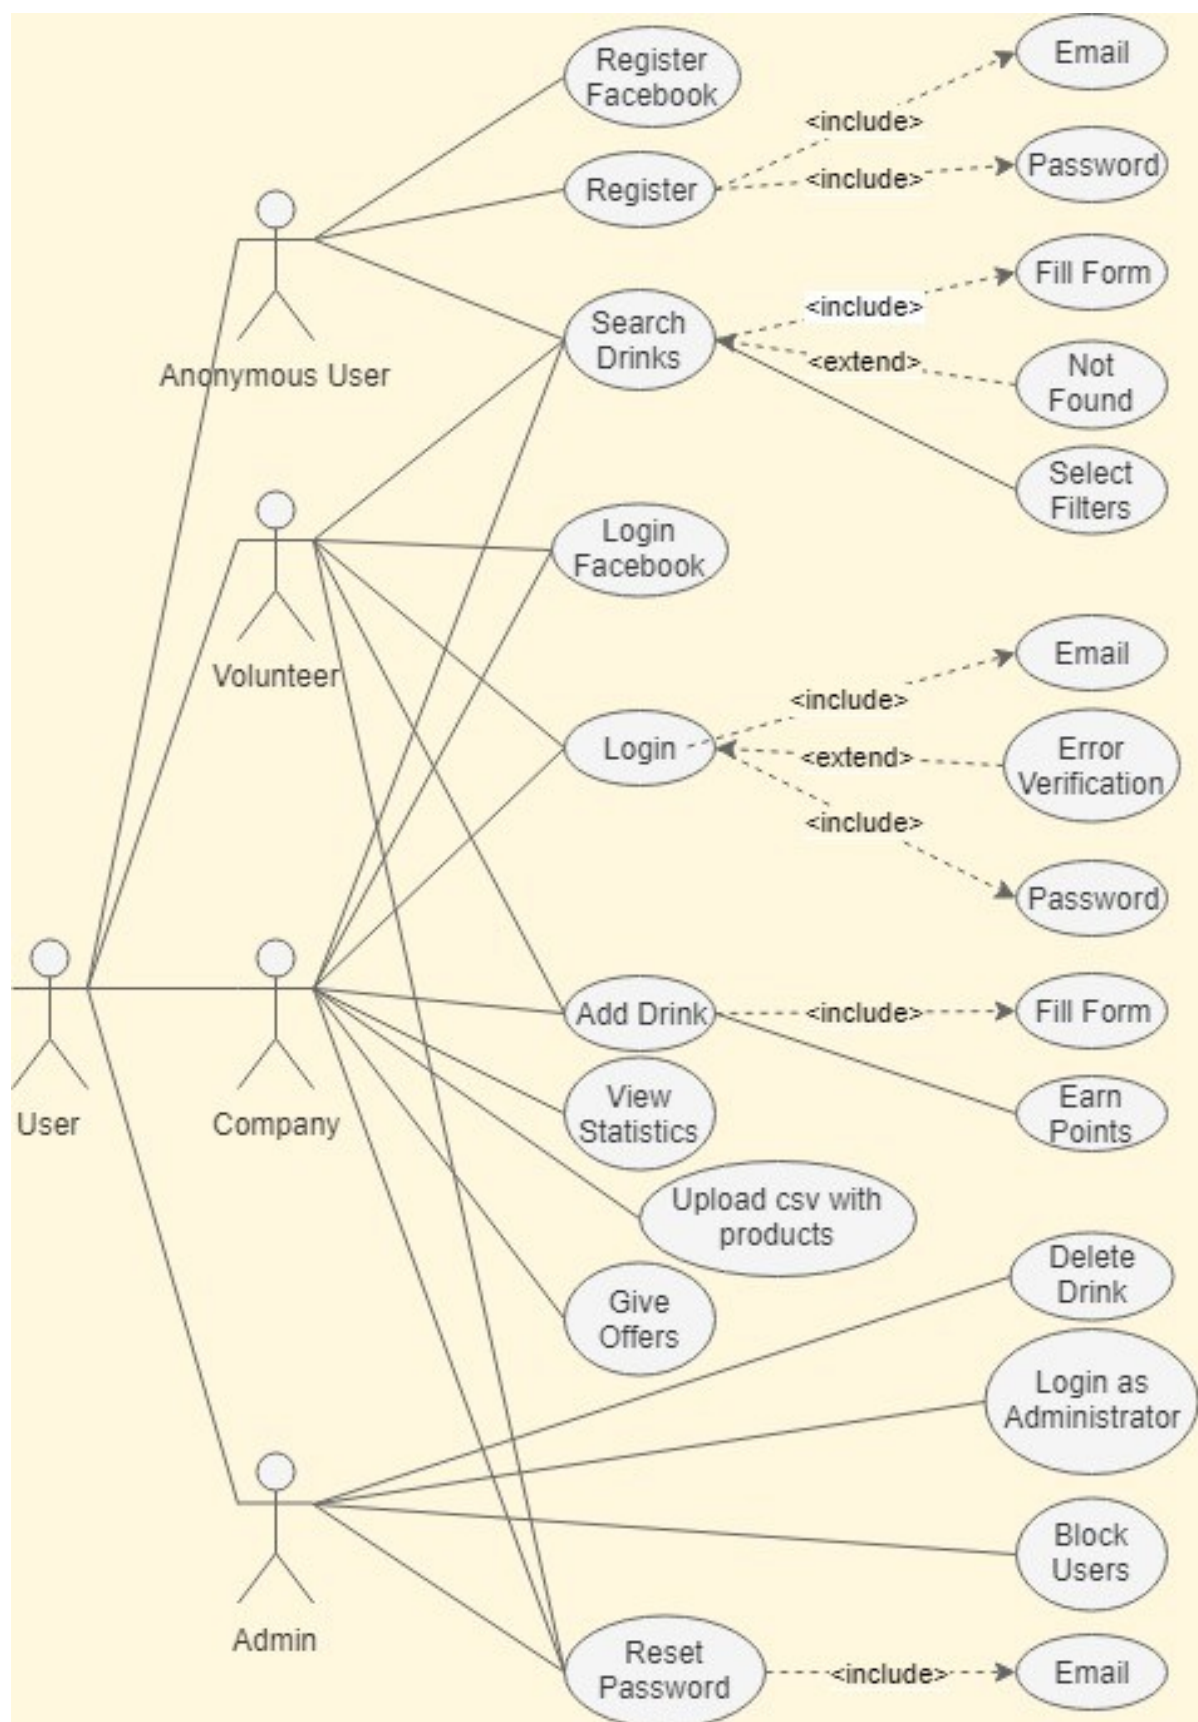 Register
Facebook
<include>
Email
Register
<include>
Password
Anonymous User
Search
Drinks
<include>
Fill Form
<extend>
Not
Found
Select
Filters
Volunteer
Login
Facebook
Login
<include>
Email
<extend>
Error
Verification
<include>
Password
User
Company
Add Drink
<include>
Fill Form
Earn
Points
View
Statistics
Upload csv with
products
Give
Offers
Delete
Drink
Login as
Administrator
Block
Users
Admin
Reset
Password
<include>
Email